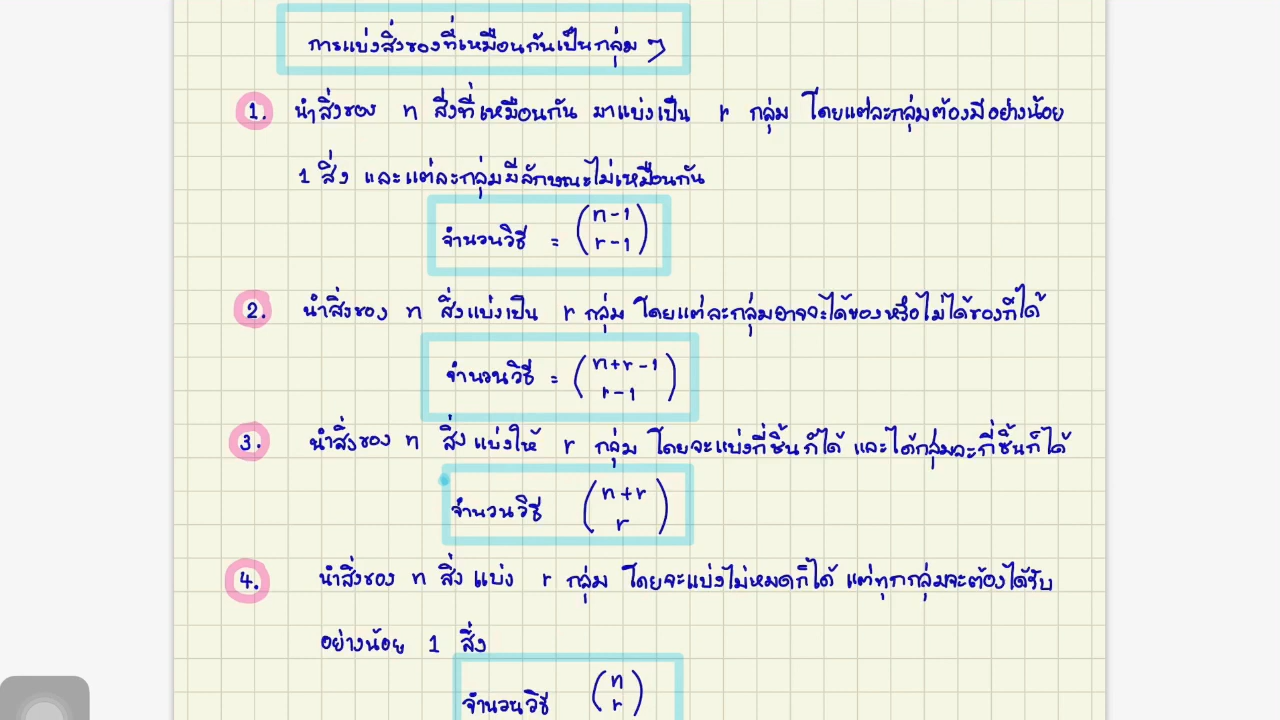 การแบ่งสิ่งของที่เหมือนกันเป็นกลุ่ม ๆ
1. นำสิ่งของ n สิ่งที่เหมือนกัน มาแบ่งเป็น r กลุ่ม โดยแต่ละกลุ่มต้องมีอย่างน้อย
1 สิ่ง และแต่ละกลุ่มมีลักษณะไม่เหมือนกัน
จำนวนวิธี = (n-1
r-1)
2. นำสิ่งของ n สิ่งแบ่งเป็น r กลุ่ม โดยแต่ละกลุ่มอาจจะได้ของหรือไม่ได้ของก็ได้
จำนวนวิธี = (n+r-1
r-1)
3. นำสิ่งของ n สิ่ง แบ่งให้ r กลุ่ม โดยจะแบ่งกี่ชิ้นก็ได้ และได้กลุ่มละกี่ชิ้นก็ได้
จำนวนวิธี (n+r
r)
4. นำสิ่งของ n สิ่ง แบ่ง r กลุ่ม โดยจะแบ่งไม่หมดก็ได้ แต่ทุกกลุ่มจะต้องได้รับ
อย่างน้อย 1 สิ่ง
จำนวนวิธี (n
r)